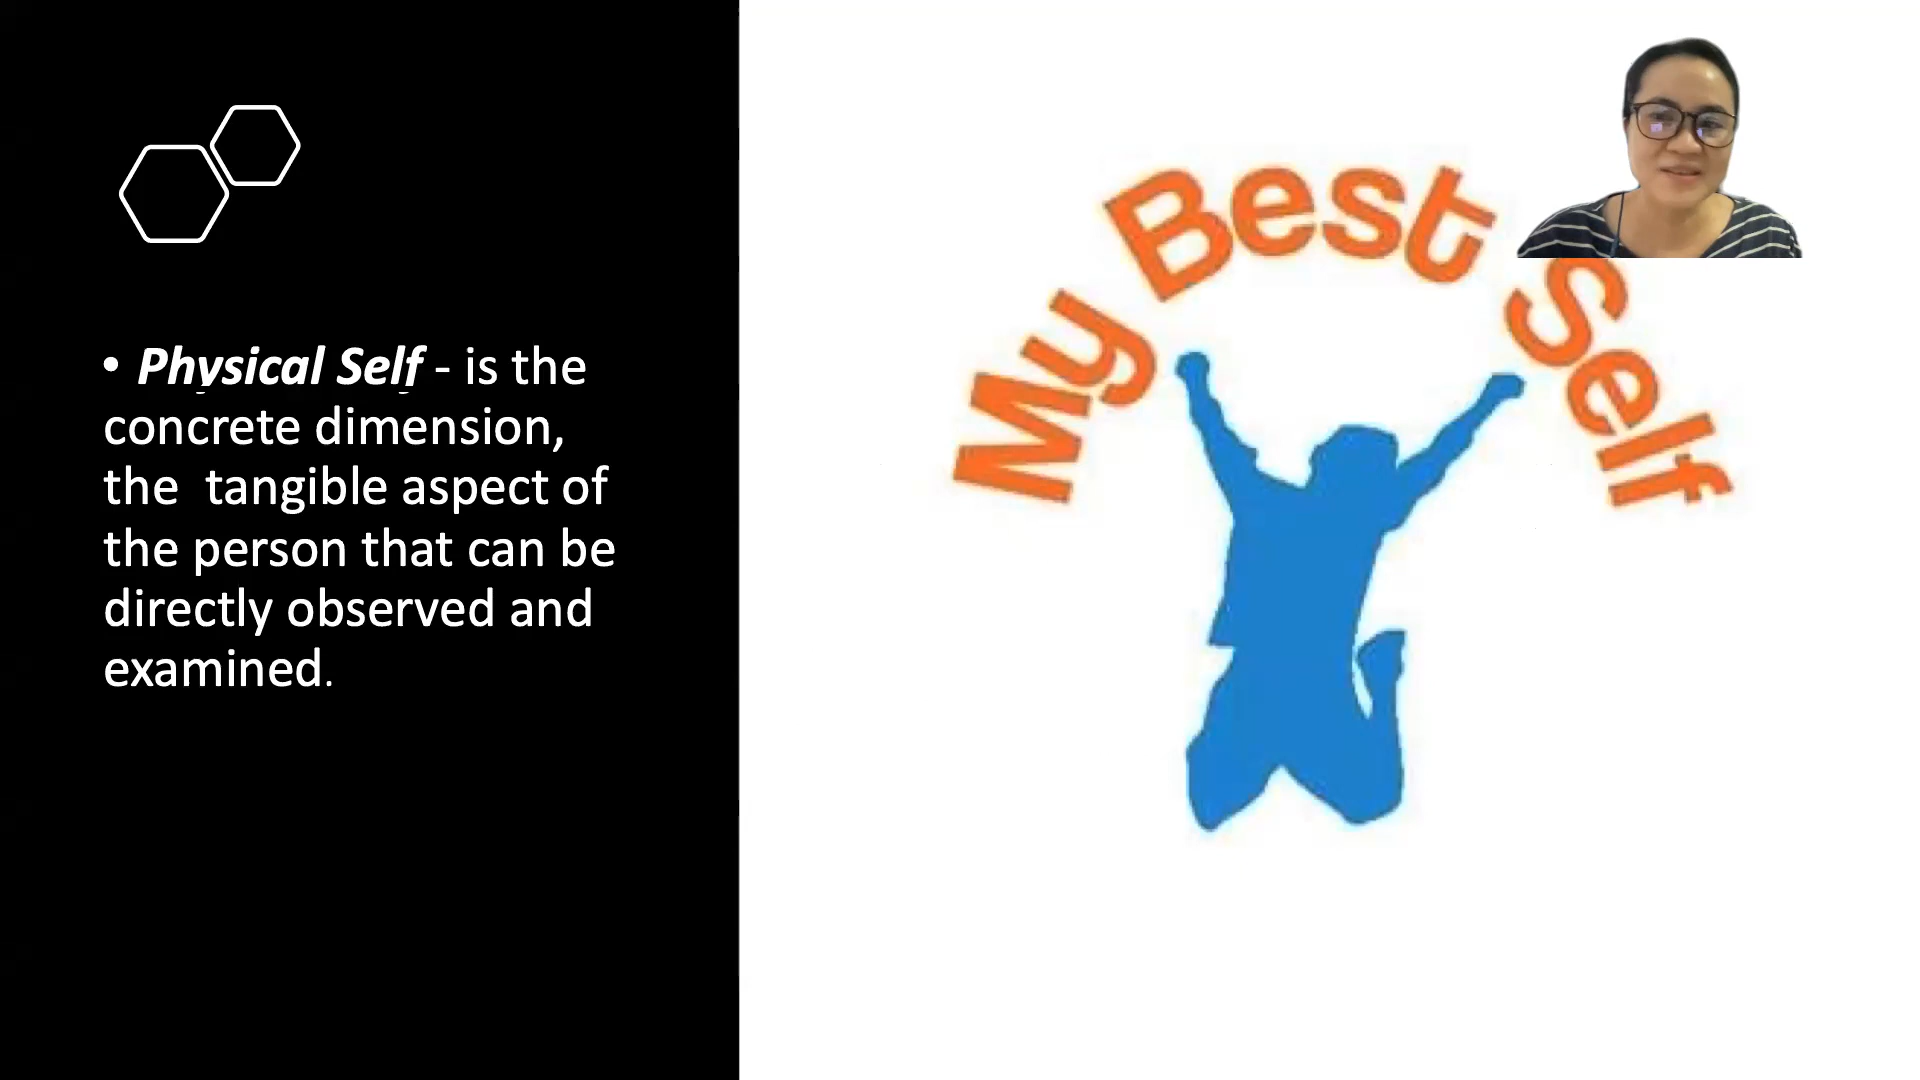 • Physical Self - is the
concrete dimension,
the  tangible aspect of
the person that can be
directly observed and
examined.
My Best Self